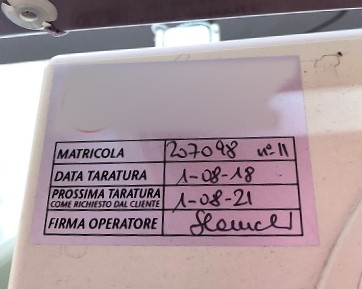 MATRICOLA 207098 n° 11
DATA TARATURA 1-08-18
PROSSIMA TARATURA 1-08-21
COME RICHIESTO DAL CLIENTE
FIRMA OPERATORE